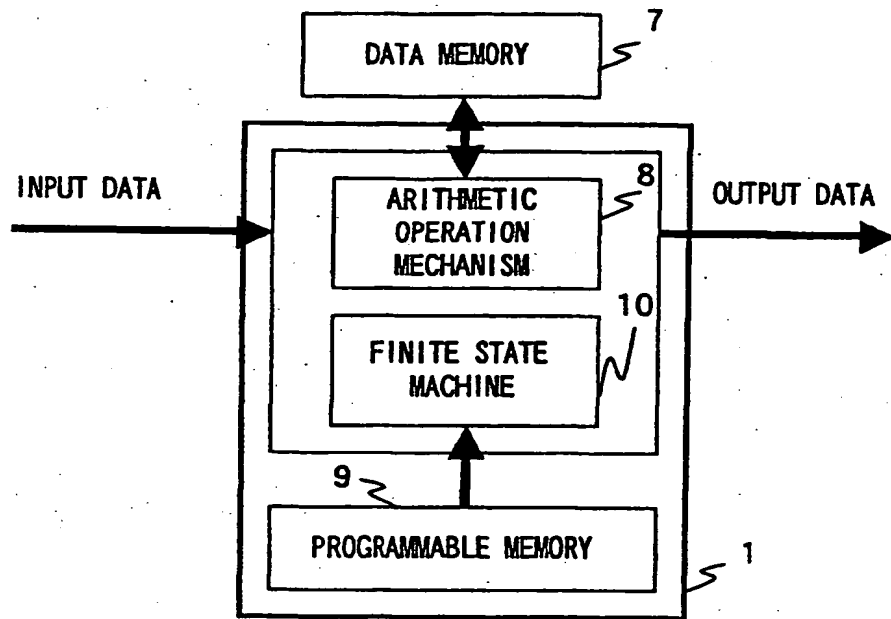 7
DATA MEMORY
INPUT DATA
8
ARITHMETIC
OPERATION
MECHANISM
OUTPUT DATA
10
FINITE STATE
MACHINE
9
PROGRAMMABLE MEMORY
1